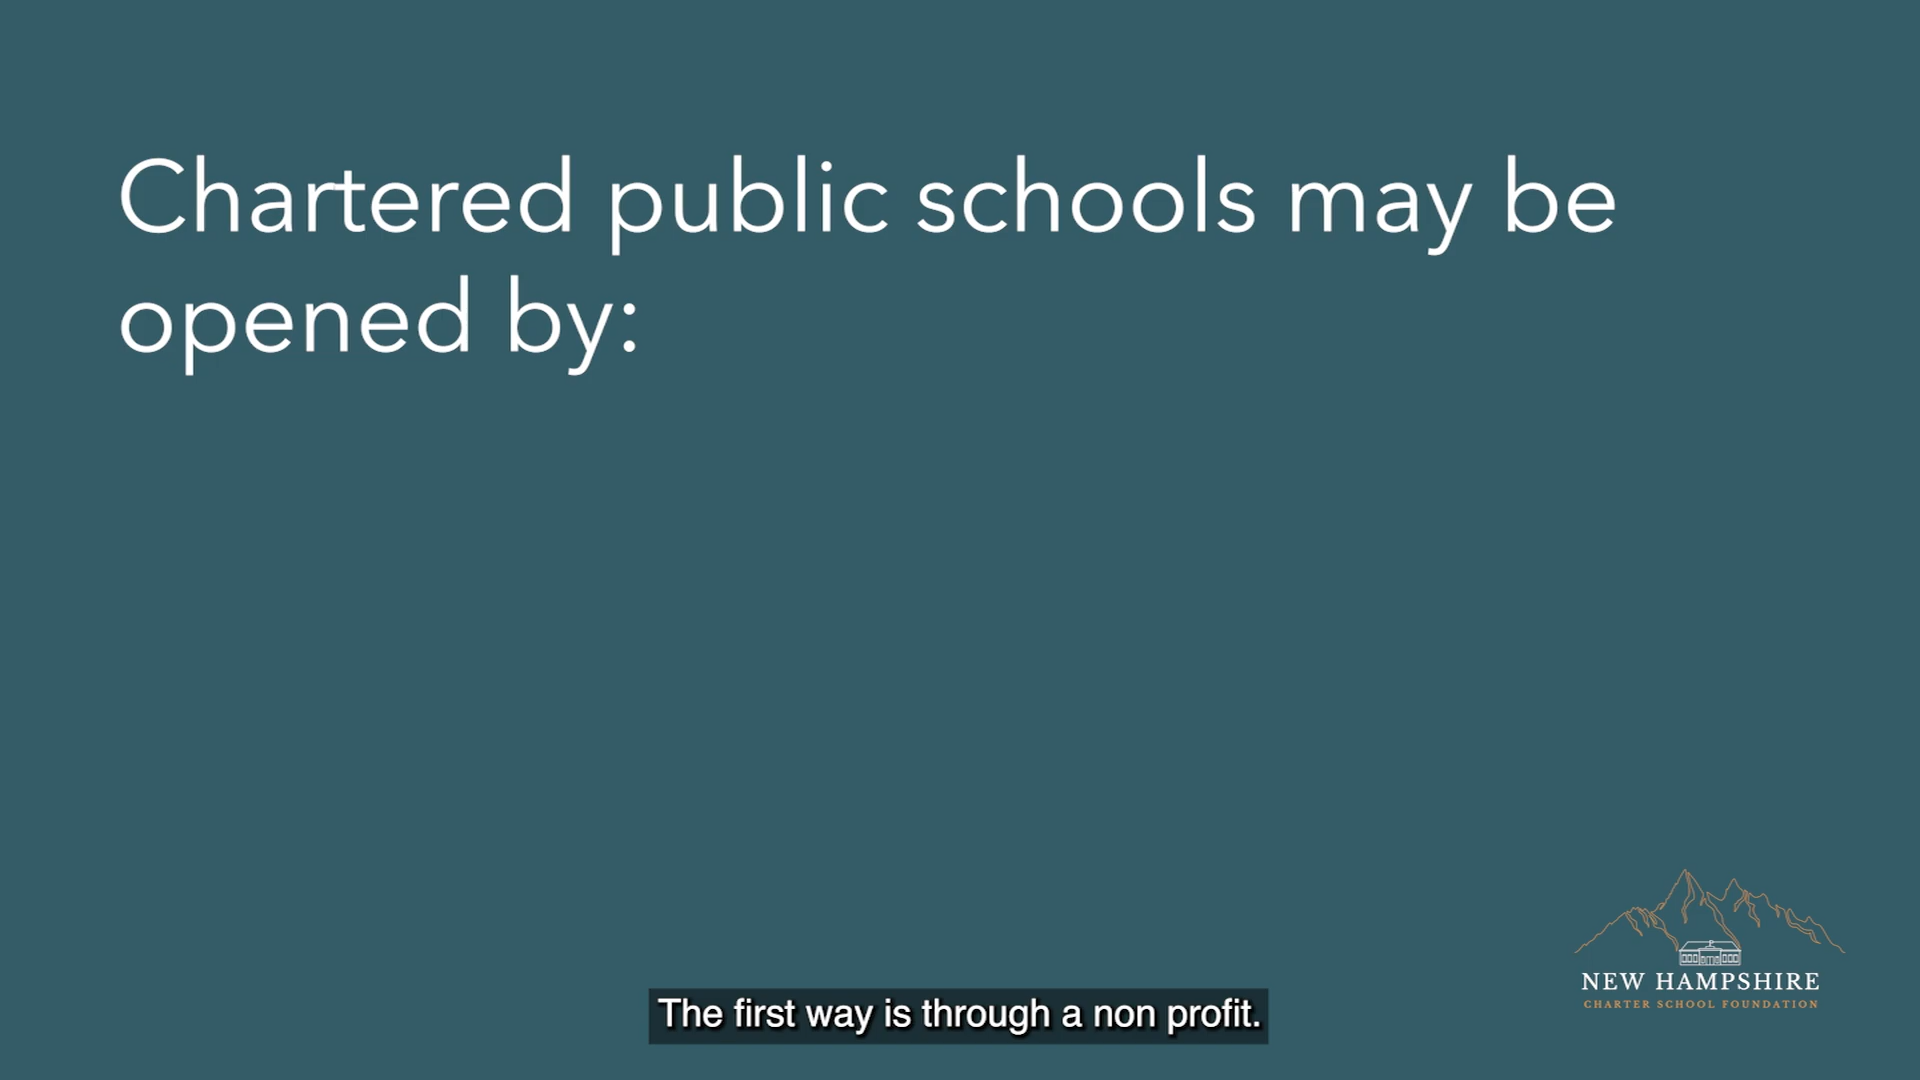 Chartered public schools may be
opened by:
NEW HAMPSHIRE
CHARTER SCHOOL FOUNDATION
The first way is through a non profit.